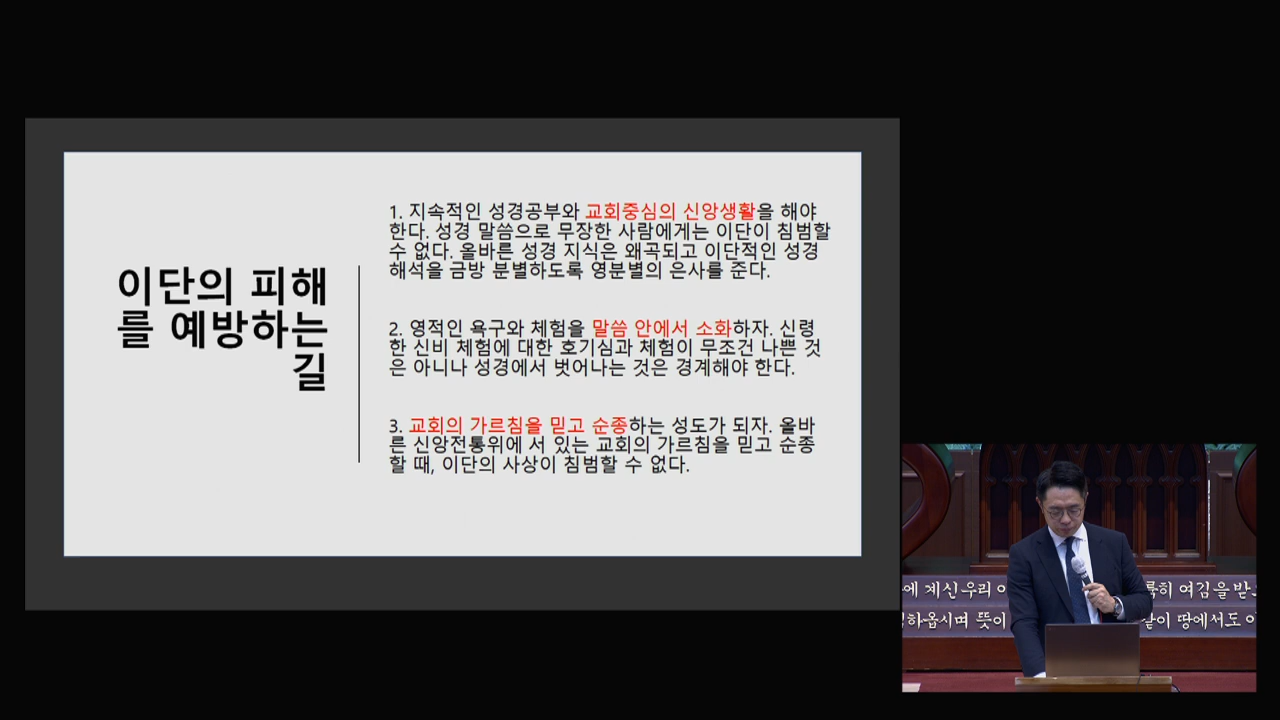 이단의 피해
를 예방하는
길
1. 지속적인 성경공부와 교회중심의 신앙생활을 해야
한다. 성경 말씀으로 무장한 사람에게는 이단이 침범할
수 없다. 올바른 성경 지식은 왜곡되고 이단적인 성경
해석을 금방 분별하도록 영분별의 은사를 준다.
2. 영적인 욕구와 체험을 말씀 안에서 소화하자. 신령
한 신비 체험에 대한 호기심과 체험이 무조건 나쁜 것
은 아니나 성경에서 벗어나는 것은 경계해야 한다.
3. 교회의 가르침을 믿고 순종하는 성도가 되자. 올바
른 신앙전통위에 서 있는 교회의 가르침을 믿고 순종
할 때, 이단의 사상이 침범할 수 없다.
에 계신 우리 여김을 받
하옵시며 뜻이 같이 땅에서도